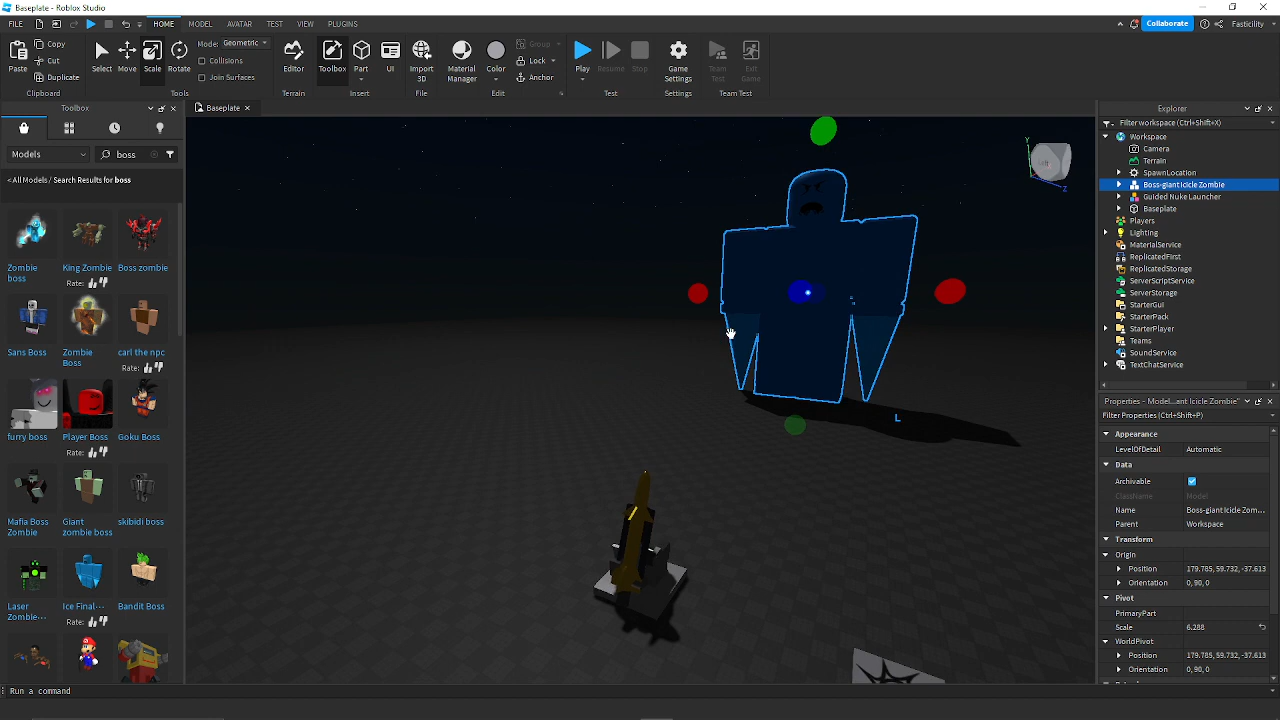 Baseplate - Roblox Studio
FILE HOME MODEL AVATAR TEST VIEW PLUGINS Collaborate Fasticility
Copy
Cut
Duplicate
Paste
Clipboard
Select Move Scale Rotate
Mode: Geometric
Collisions
Join Surfaces
Tools
Editor
Terrain
Toolbox Part UI
Insert
Import 3D
File
Material Manager
Color
Group
Lock
Anchor
Edit
Play Resume Stop
Test
Game Settings
Settings
Team Test
Exit Game
Team Test
Toolbox
Baseplate
Models
boss
<All Models / Search Results for boss
Zombie boss
King Zombie
Rate:
Boss zombie
Sans Boss
Zombie Boss
carl the npc
Rate:
furry boss
Player Boss
Rate:
Goku Boss
Mafia Boss Zombie
Giant zombie boss
skibidi boss
Laser Zombie...
Ice Final...
Rate:
Bandit Boss
Run a command
Y
Z
L
Explorer
Filter workspace (Ctrl+Shift+X)
Workspace
Camera
Terrain
SpawnLocation
Boss-giant Icicle Zombie
Guided Nuke Launcher
Baseplate
Players
Lighting
MaterialService
ReplicatedFirst
ReplicatedStorage
ServerScriptService
ServerStorage
StarterGui
StarterPack
StarterPlayer
Teams
SoundService
TextChatService
Properties - Model...ant Icicle Zombie"
Filter Properties (Ctrl+Shift+P)
Appearance
LevelOfDetail Automatic
Data
Archivable
ClassName Model
Name Boss-giant Icicle Zom...
Parent Workspace
Transform
Origin
Position 179.785,59.732,-37.613
Orientation 0, 90, 0
Pivot
PrimaryPart
Scale 6.288
WorldPivot
Position 179.785,59.732,-37.613
Orientation 0, 90, 0